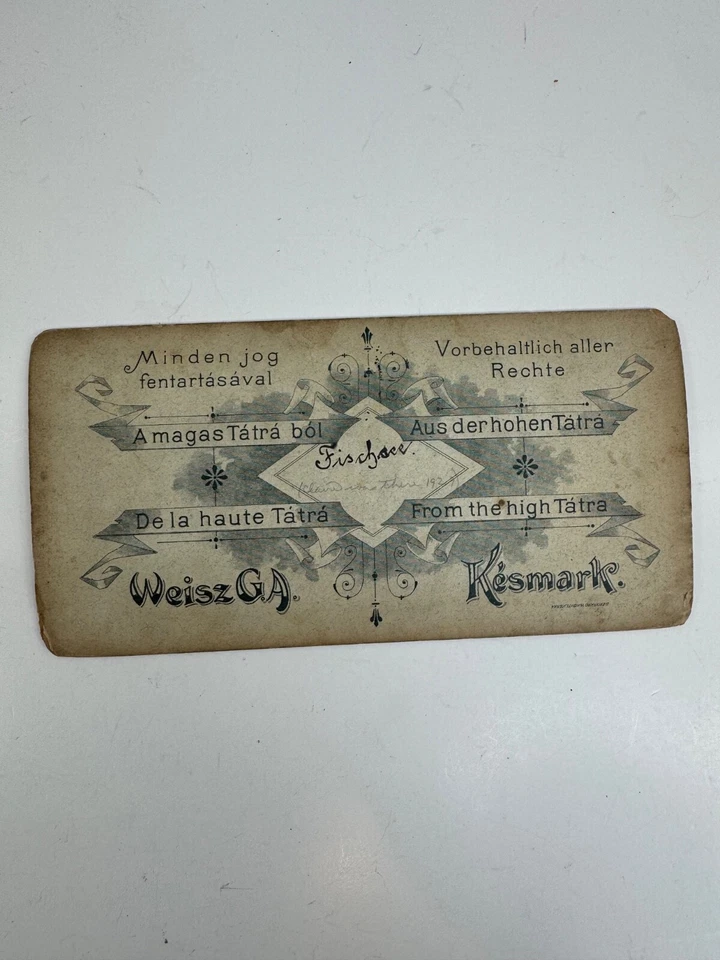 Minden jog
fentartásával
Vorbehaltlich aller
Rechte
A magas Tátrá ból
Aus der hohen Tátrá
Fischsee.
De la haute Tátrá
From the high Tátra
Weisz G.A.
Késmark.